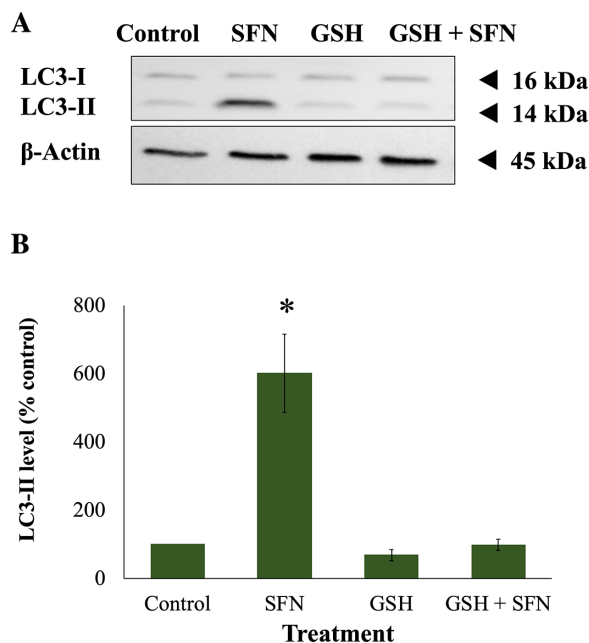 A
Control SFN GSH GSH + SFN
LC3-I
LC3-II
β-Actin
◄ 16 kDa
◄ 14 kDa
◄ 45 kDa
B
LC3-II level (% control)
800
600
400
200
0
*
Control SFN GSH GSH + SFN
Treatment